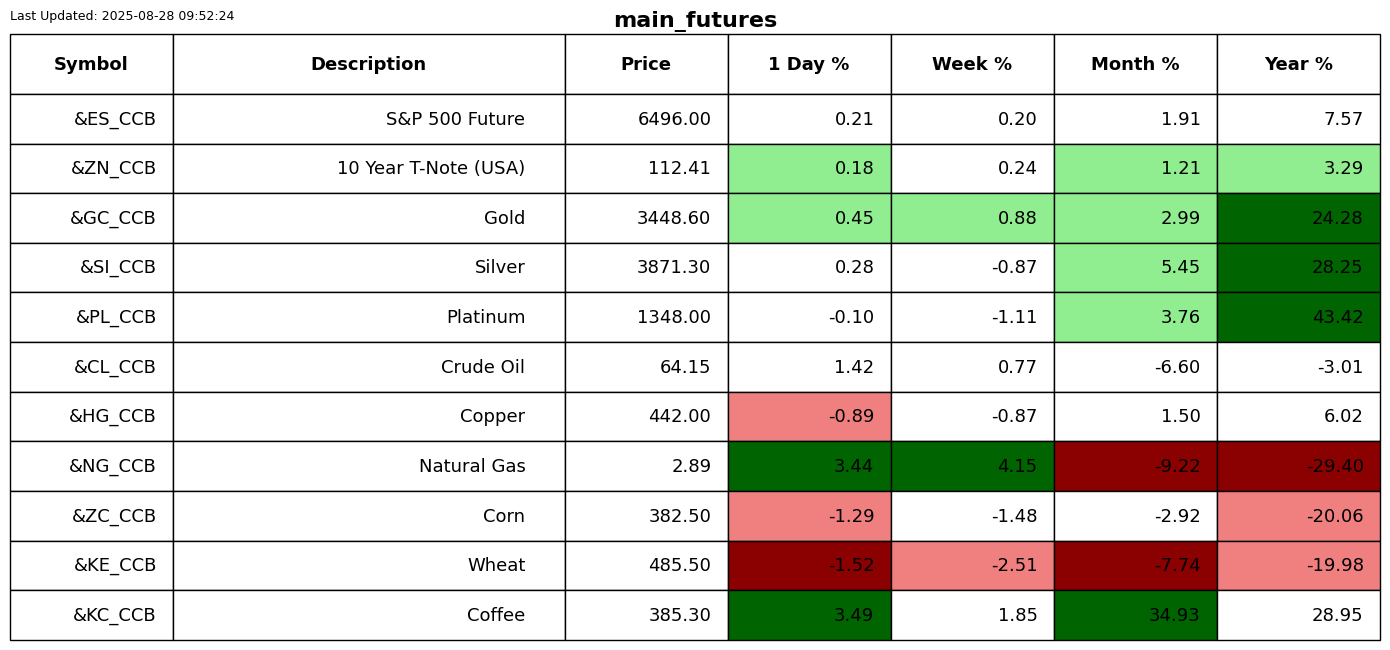 Last Updated: 2025-08-28 09:52:24
main_futures
Symbol Description Price 1 Day % Week % Month % Year %
&ES_CCB S&P 500 Future 6496.00 0.21 0.20 1.91 7.57
&ZN_CCB 10 Year T-Note (USA) 112.41 0.18 0.24 1.21 3.29
&GC_CCB Gold 3448.60 0.45 0.88 2.99 24.28
&SI_CCB Silver 3871.30 0.28 -0.87 5.45 28.25
&PL_CCB Platinum 1348.00 -0.10 -1.11 3.76 43.42
&CL_CCB Crude Oil 64.15 1.42 0.77 -6.60 -3.01
&HG_CCB Copper 442.00 -0.89 -0.87 1.50 6.02
&NG_CCB Natural Gas 2.89 3.44 4.15 -9.22 -29.40
&ZC_CCB Corn 382.50 -1.29 -1.48 -2.92 -20.06
&KE_CCB Wheat 485.50 -1.52 -2.51 -7.74 -19.98
&KC_CCB Coffee 385.30 3.49 1.85 34.93 28.95